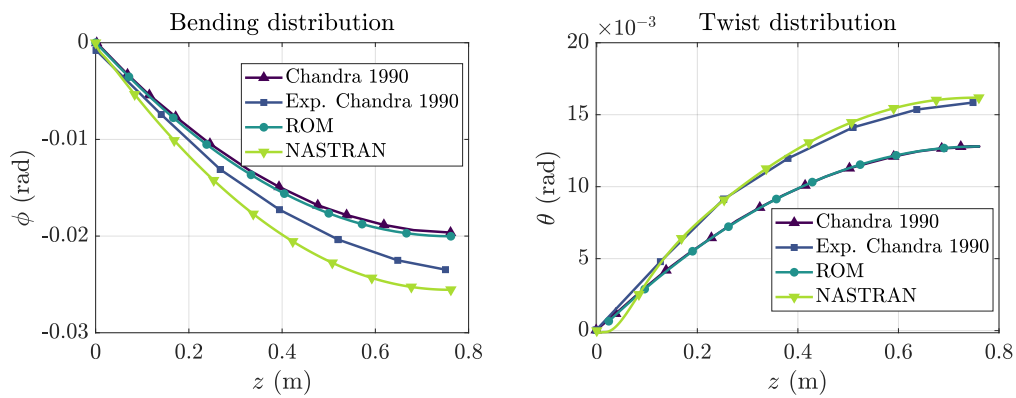 Bending distribution
0
-0.01
-0.02
-0.03
ϕ (rad)
0
0.2
0.4
0.6
0.8
z (m)
Chandra 1990
Exp. Chandra 1990
ROM
NASTRAN
×10⁻³
Twist distribution
20
15
10
5
0
θ (rad)
0
0.2
0.4
0.6
0.8
z (m)
Chandra 1990
Exp. Chandra 1990
ROM
NASTRAN